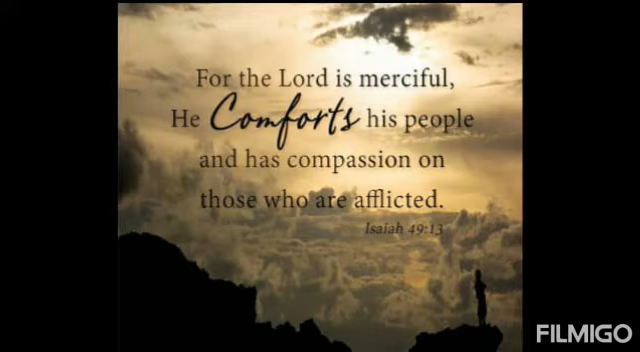 For the Lord is merciful,
He Comforts his people
and has compassion on
those who are afflicted.
Isaiah 49:13
FILMIGO